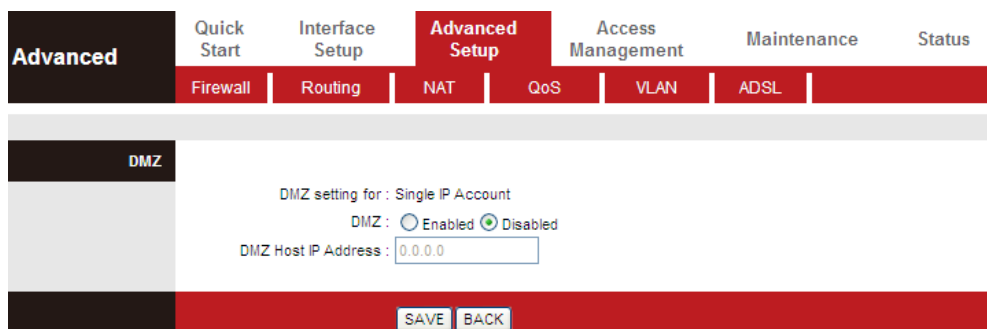 Advanced
Quick Start
Interface Setup
Advanced Setup
Access Management
Maintenance
Status
Firewall
Routing
NAT
QoS
VLAN
ADSL
DMZ
DMZ setting for : Single IP Account
DMZ : Enabled Disabled
DMZ Host IP Address : 0.0.0.0
SAVE BACK